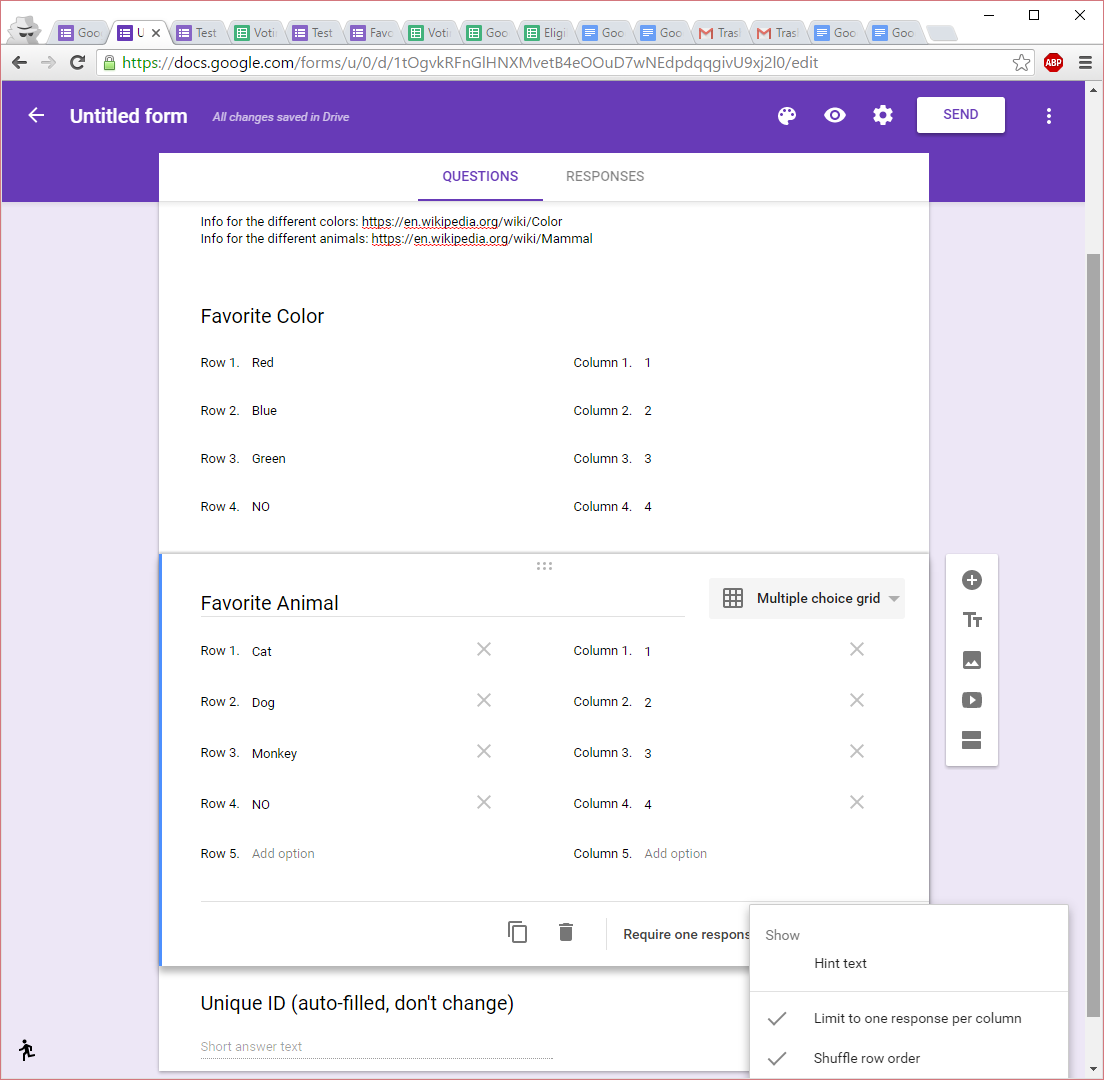 Goo
U
Test
Voti
Test
Favo
Voti
Goo
Eligi
Goo
Goo
Tras
Tras
Goo
Goo
https://docs.google.com/forms/u/0/d/1tOgvkRFnGlHNXMvetB4eOOuD7wNEdpdqqgivU9xj2l0/edit
ABP
Untitled form
All changes saved in Drive
SEND
QUESTIONS
RESPONSES
Info for the different colors: https://en.wikipedia.org/wiki/Color
Info for the different animals: https://en.wikipedia.org/wiki/Mammal
Favorite Color
Row 1. Red Column 1. 1
Row 2. Blue Column 2. 2
Row 3. Green Column 3. 3
Row 4. NO Column 4. 4
Favorite Animal
Multiple choice grid
Row 1. Cat Column 1. 1
Row 2. Dog Column 2. 2
Row 3. Monkey Column 3. 3
Row 4. NO Column 4. 4
Row 5. Add option Column 5. Add option
Require one respons
Show
Hint text
Limit to one response per column
Shuffle row order
Unique ID (auto-filled, don't change)
Short answer text